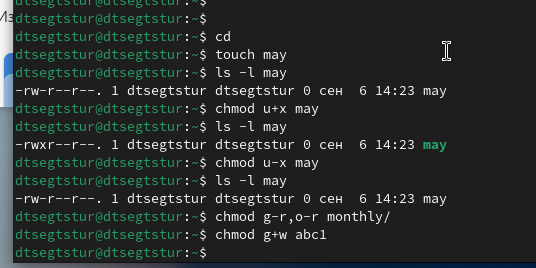 dtsegtstur@dtsegtstur:~$
dtsegtstur@dtsegtstur:~$
dtsegtstur@dtsegtstur:~$ cd
dtsegtstur@dtsegtstur:~$ touch may
dtsegtstur@dtsegtstur:~$ ls -l may
-rw-r--r--. 1 dtsegtstur dtsegtstur 0 сен  6 14:23 may
dtsegtstur@dtsegtstur:~$ chmod u+x may
dtsegtstur@dtsegtstur:~$ ls -l may
-rwxr--r--. 1 dtsegtstur dtsegtstur 0 сен  6 14:23 may
dtsegtstur@dtsegtstur:~$ chmod u-x may
dtsegtstur@dtsegtstur:~$ ls -l may
-rw-r--r--. 1 dtsegtstur dtsegtstur 0 сен  6 14:23 may
dtsegtstur@dtsegtstur:~$ chmod g-r,o-r monthly/
dtsegtstur@dtsegtstur:~$ chmod g+w abc1
dtsegtstur@dtsegtstur:~$